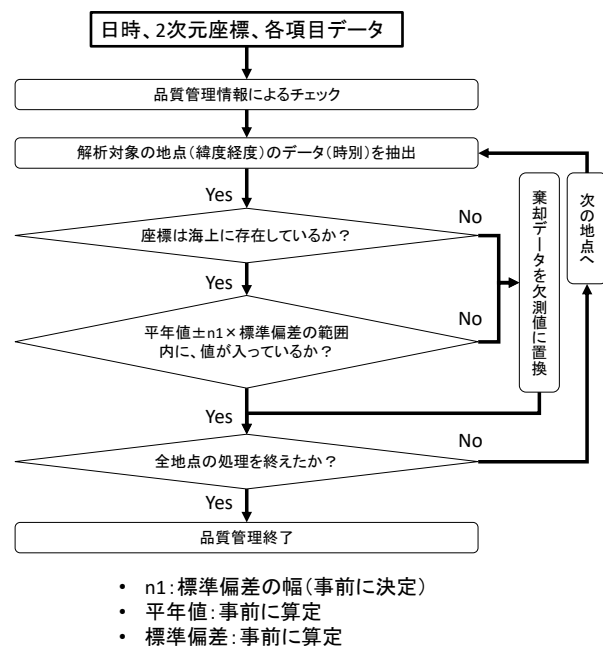 日時、2次元座標、各項目データ
品質管理情報によるチェック
解析対象の地点(緯度経度)のデータ(時別)を抽出
Yes
座標は海上に存在しているか？
No
Yes
平年値±n1×標準偏差の範囲
内に、値が入っているか？
No
棄却データを欠測値に置換
次の地点へ
Yes
全地点の処理を終えたか？
No
Yes
品質管理終了
• n1:標準偏差の幅(事前に決定)
• 平年値:事前に算定
• 標準偏差:事前に算定